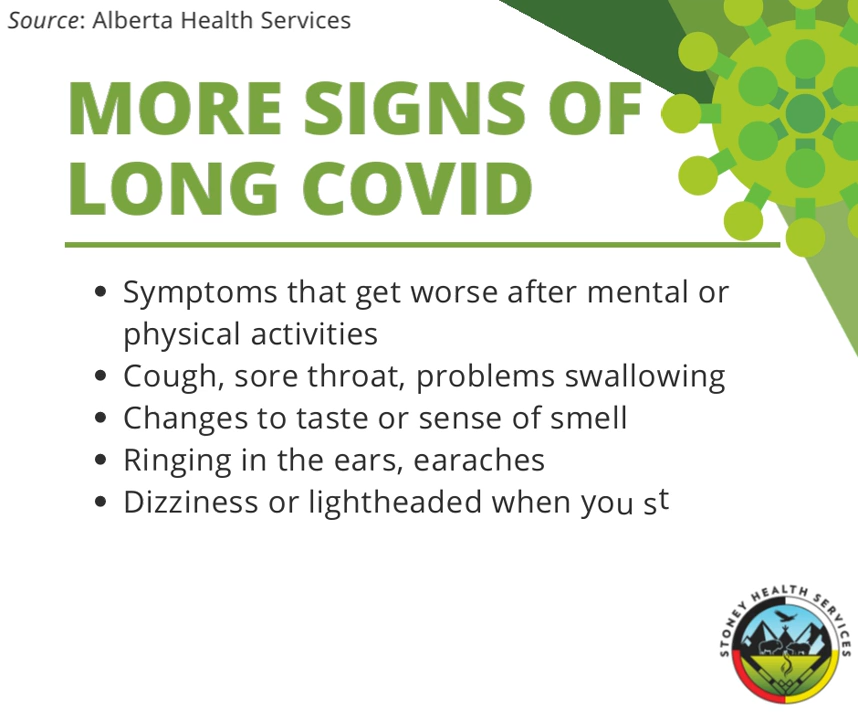 Source: Alberta Health Services
MORE SIGNS OF
LONG COVID
• Symptoms that get worse after mental or
physical activities
• Cough, sore throat, problems swallowing
• Changes to taste or sense of smell
• Ringing in the ears, earaches
• Dizziness or lightheaded when you st
STONEY HEALTH SERVICES